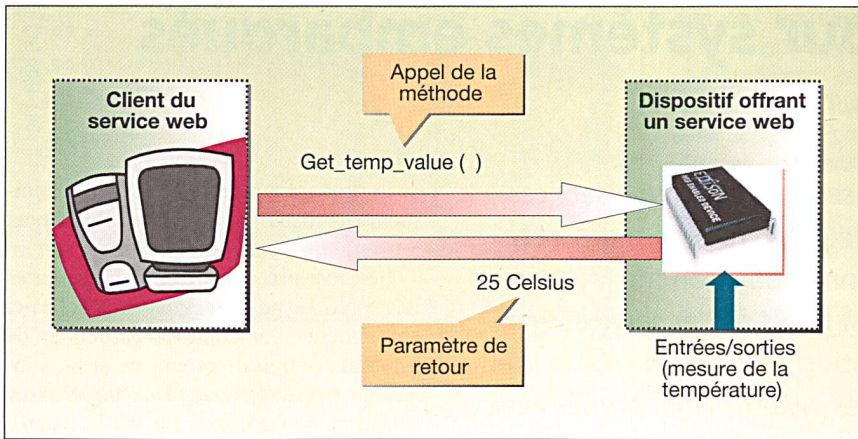 Client du
service web
Appel de la
méthode
Dispositif offrant
un service web
Get_temp_value ( )
25 Celsius
Paramètre de
retour
Entrées/sorties
(mesure de la
température)